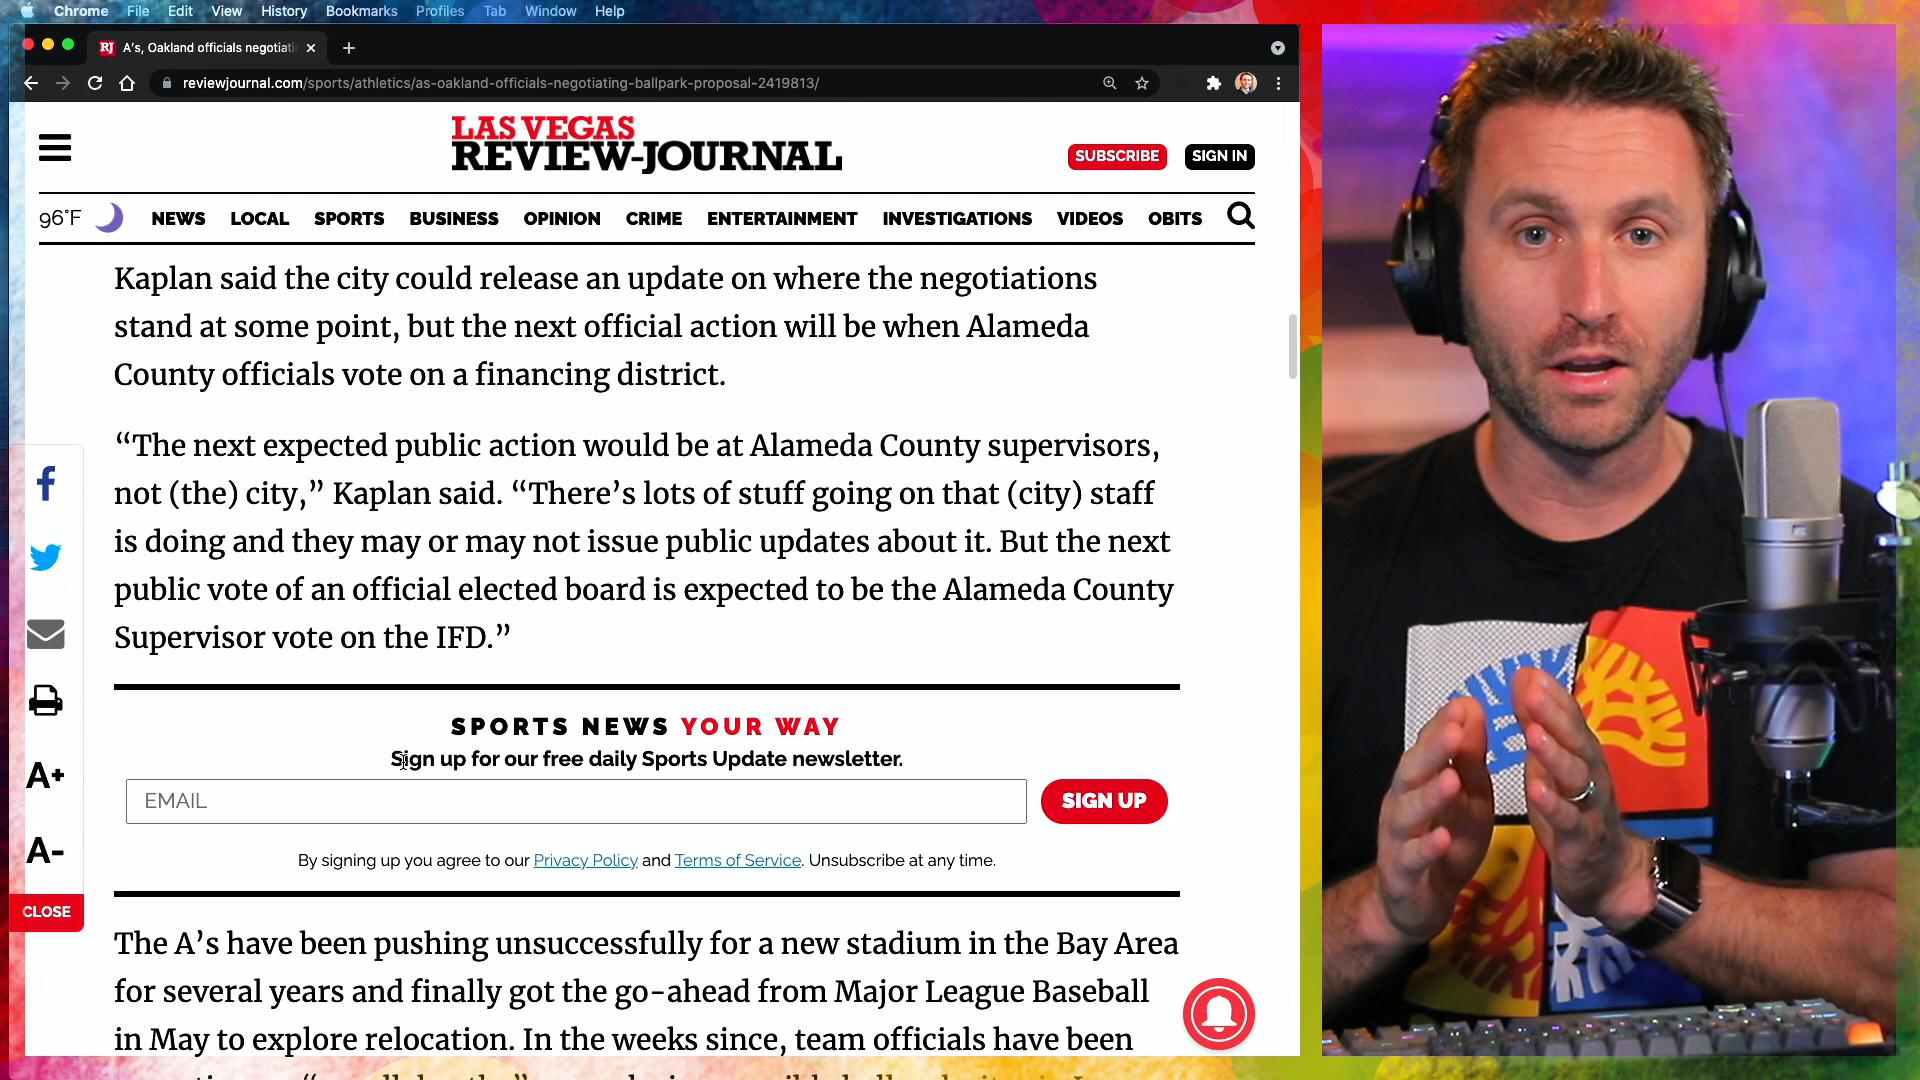 Chrome File Edit View History Bookmarks Profiles Tab Window Help
RJ A's, Oakland officials negotiati
reviewjournal.com/sports/athletics/as-oakland-officials-negotiating-ballpark-proposal-2419813/
LAS VEGAS
REVIEW-JOURNAL
SUBSCRIBE SIGN IN
96°F NEWS LOCAL SPORTS BUSINESS OPINION CRIME ENTERTAINMENT INVESTIGATIONS VIDEOS OBITS
Kaplan said the city could release an update on where the negotiations
stand at some point, but the next official action will be when Alameda
County officials vote on a financing district.
“The next expected public action would be at Alameda County supervisors,
not (the) city,” Kaplan said. “There’s lots of stuff going on that (city) staff
is doing and they may or may not issue public updates about it. But the next
public vote of an official elected board is expected to be the Alameda County
Supervisor vote on the IFD.”
A+
A-
CLOSE
SPORTS NEWS YOUR WAY
Sign up for our free daily Sports Update newsletter.
EMAIL SIGN UP
By signing up you agree to our Privacy Policy and Terms of Service. Unsubscribe at any time.
The A’s have been pushing unsuccessfully for a new stadium in the Bay Area
for several years and finally got the go-ahead from Major League Baseball
in May to explore relocation. In the weeks since, team officials have been